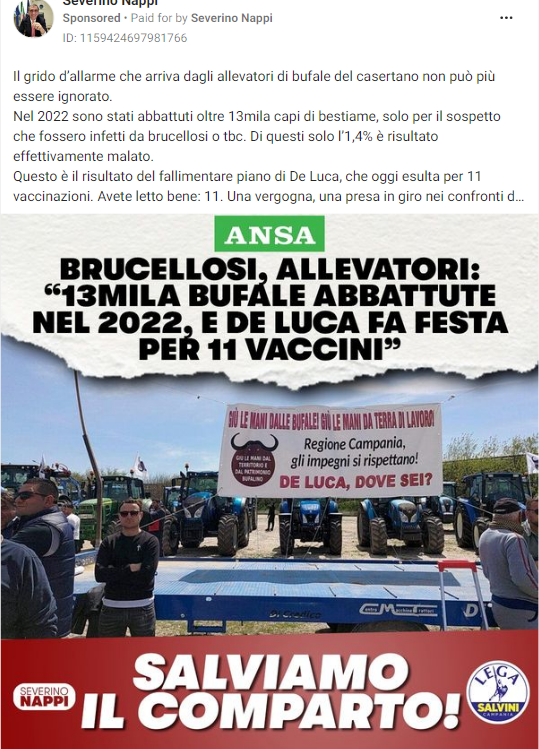 Severino Nappi
Sponsored • Paid for by Severino Nappi
ID: 1159424697981766
Il grido d'allarme che arriva dagli allevatori di bufale del casertano non può più
essere ignorato.
Nel 2022 sono stati abbattuti oltre 13mila capi di bestiame, solo per il sospetto
che fossero infetti da brucellosi o tbc. Di questi solo l'1,4% è risultato
effettivamente malato.
Questo è il risultato del fallimentare piano di De Luca, che oggi esulta per 11
vaccinazioni. Avete letto bene: 11. Una vergogna, una presa in giro nei confronti d...
ANSA
BRUCELLOSI, ALLEVATORI:
“13MILA BUFALE ABBATTUTE
NEL 2022, E DE LUCA FA FESTA
PER 11 VACCINI”
GIÙ LE MANI DALLE BUFALE! GIÙ LE MANI DA TERRA DI LAVORO!
Regione Campania,
gli impegni si rispettano!
DE LUCA, DOVE SEI?
GIÙ LE MANI DAL
TERRITORIO E
DAL PATRIMONIO
BUFALINO
SALVIAMO
IL COMPARTO!
SEVERINO
NAPPI
LEGA
SALVINI
CAMPANIA